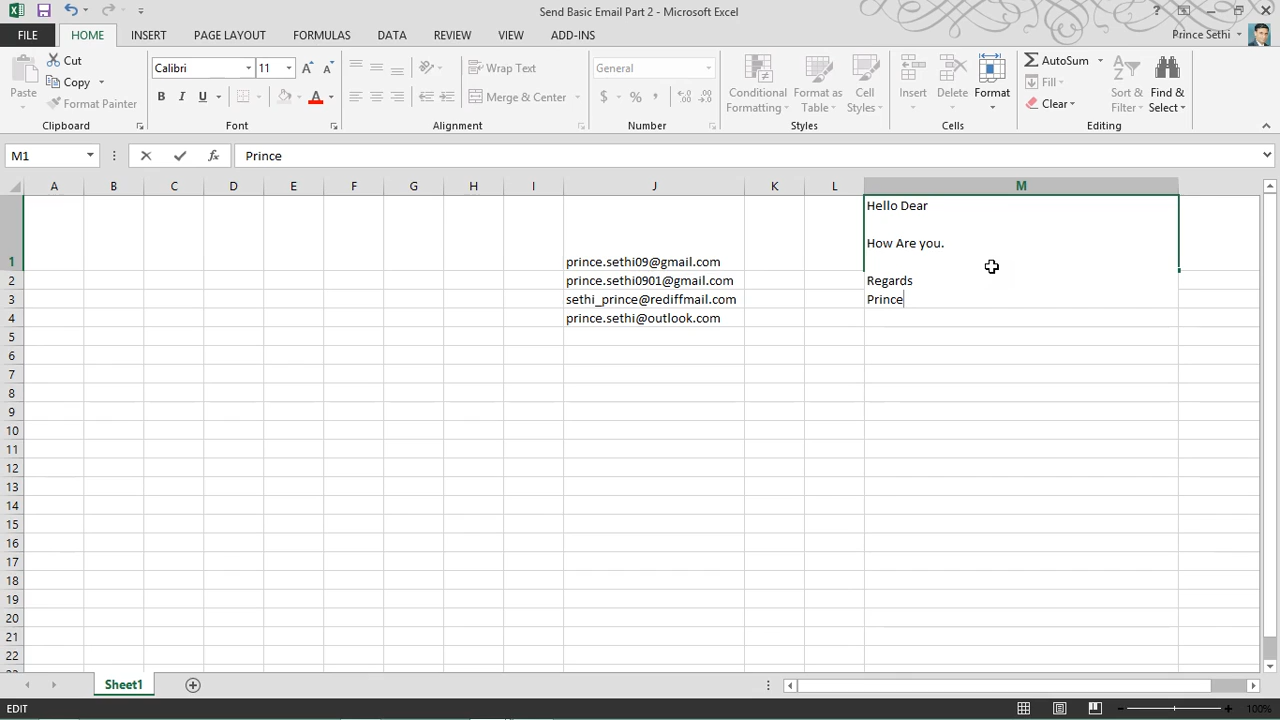 Send Basic Email Part 2 - Microsoft Excel
?
FILE HOME INSERT PAGE LAYOUT FORMULAS DATA REVIEW VIEW ADD-INS Prince Sethi
Paste
Cut
Copy
Format Painter
Clipboard
Calibri 11
B I U A
Font
Wrap Text
Merge & Center
Alignment
General
$ % ,
Number
Conditional
Formatting
Format as
Table
Cell
Styles
Styles
Insert
Delete
Format
Cells
AutoSum
Fill
Clear
Sort &
Filter
Find &
Select
Editing
M1 fx Prince
A B C D E F G H I J K L M
Hello Dear
How Are you.
1 prince.sethi09@gmail.com
2 prince.sethi0901@gmail.com Regards
3 sethi_prince@rediffmail.com Prince
4 prince.sethi@outlook.com
5
6
7
8
9
10
11
12
13
14
15
16
17
18
19
20
21
22
Sheet1
EDIT 100%